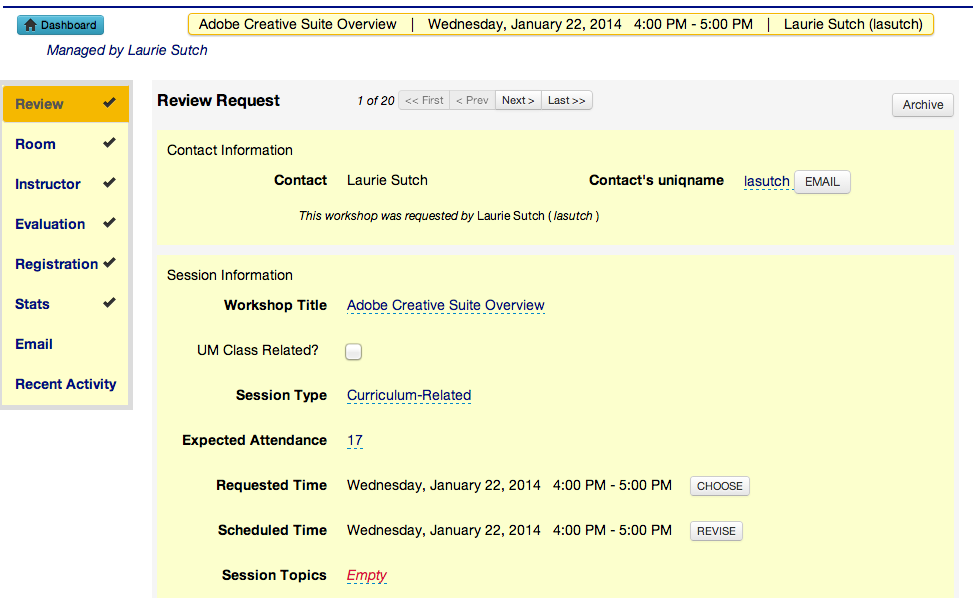 Dashboard
Adobe Creative Suite Overview | Wednesday, January 22, 2014 4:00 PM - 5:00 PM | Laurie Sutch (lasutch)
Managed by Laurie Sutch
Review
Room
Instructor
Evaluation
Registration
Stats
Email
Recent Activity
Review Request 1 of 20 << First < Prev Next > Last >>
Archive
Contact Information
Contact Laurie Sutch Contact's uniqname lasutch EMAIL
This workshop was requested by Laurie Sutch ( lasutch )
Session Information
Workshop Title Adobe Creative Suite Overview
UM Class Related?
Session Type Curriculum-Related
Expected Attendance 17
Requested Time Wednesday, January 22, 2014 4:00 PM - 5:00 PM CHOOSE
Scheduled Time Wednesday, January 22, 2014 4:00 PM - 5:00 PM REVISE
Session Topics Empty